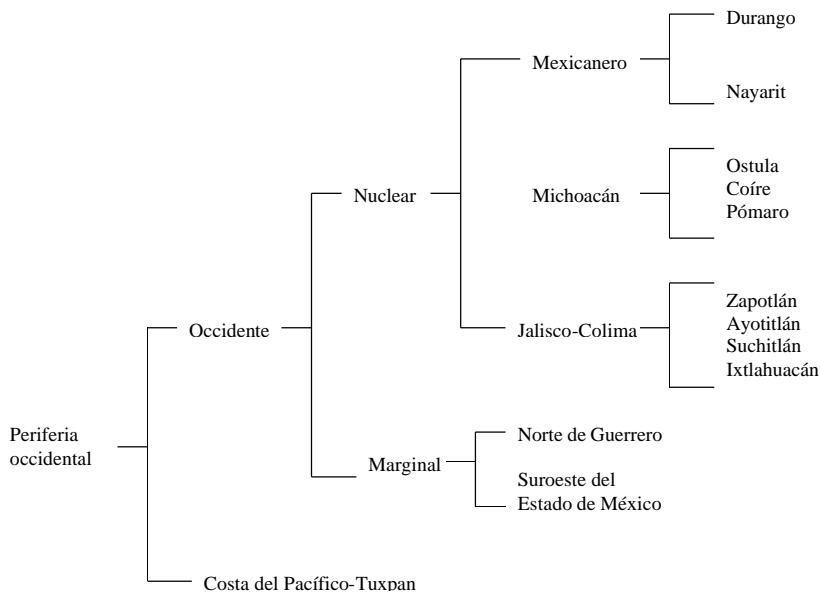 Durango
Mexicanero
Nayarit
Nuclear
Michoacán
Ostula
Coíre
Pómaro
Occidente
Jalisco-Colima
Zapotlán
Ayotitlán
Suchitlán
Ixtlahuacán
Periferia
occidental
Marginal
Norte de Guerrero
Suroeste del
Estado de México
Costa del Pacífico-Tuxpan